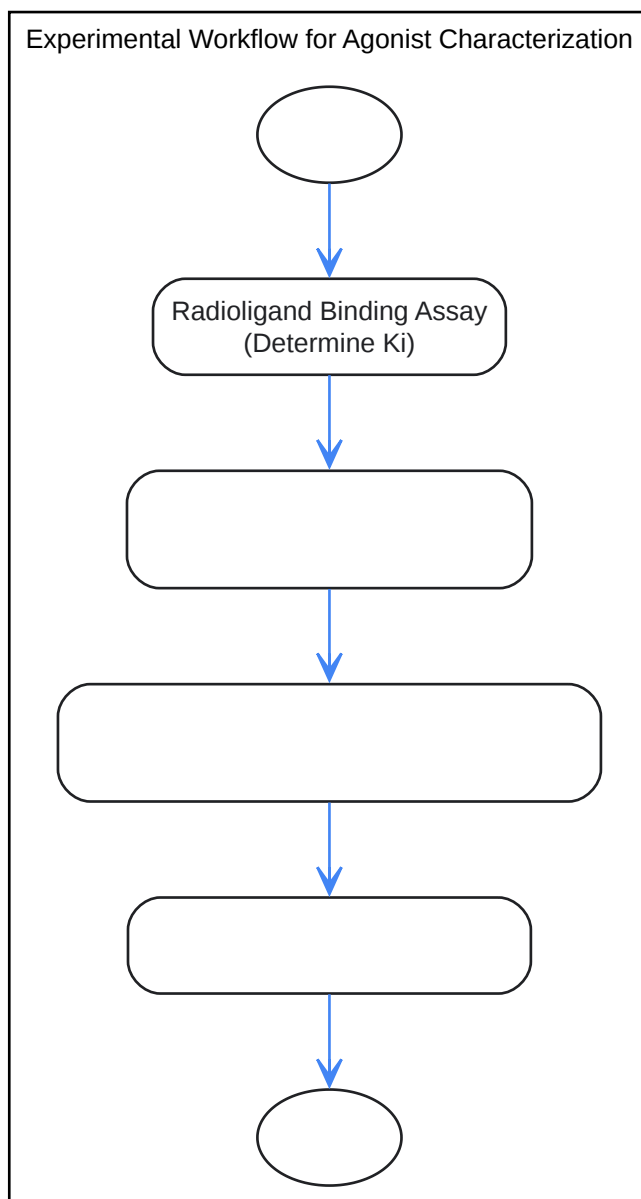 Experimental Workflow for Agonist Characterization
Radioligand Binding Assay
(Determine Ki)